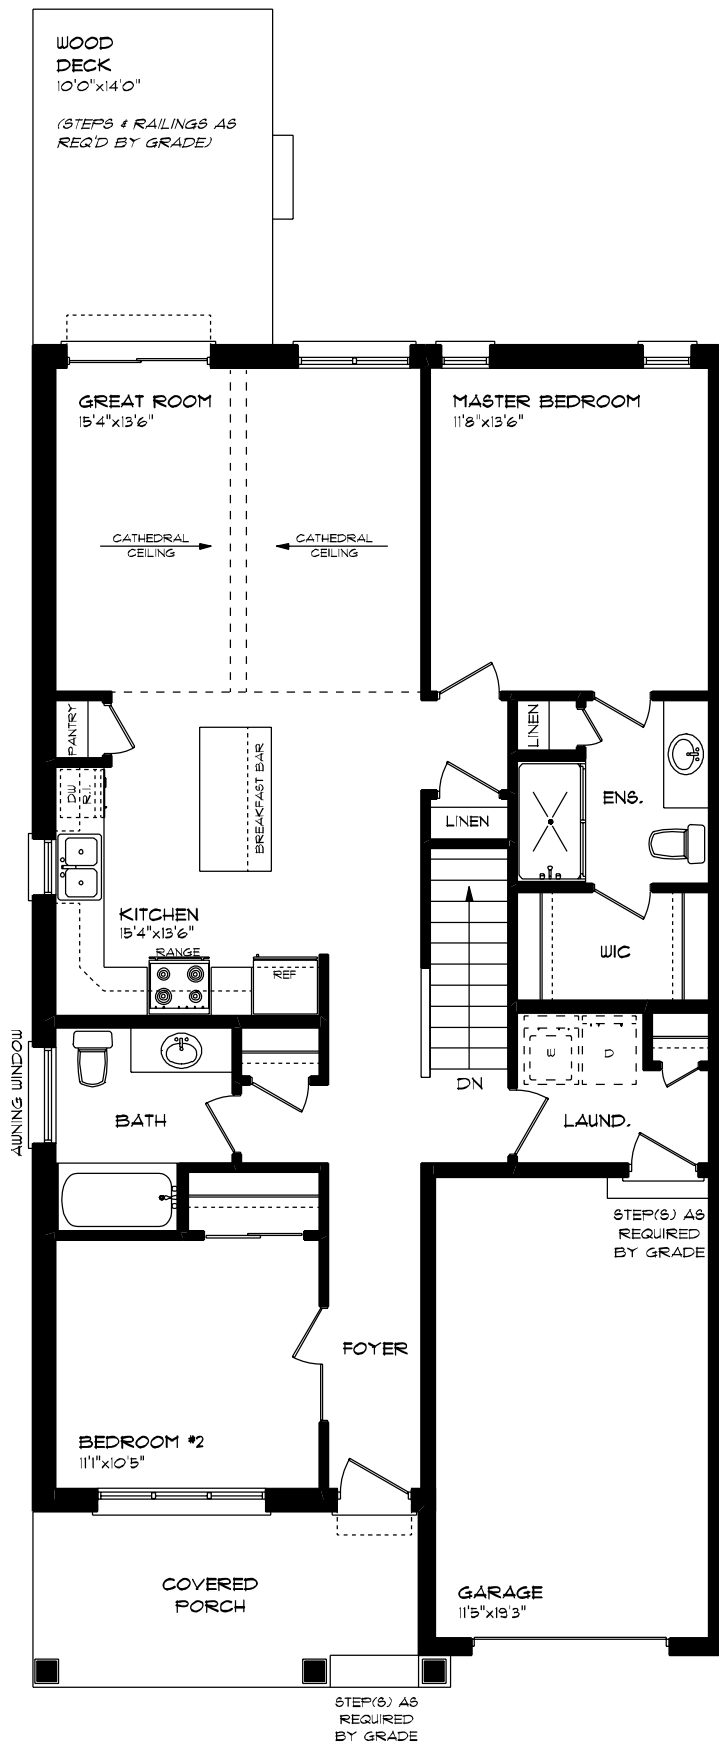 WOOD
DECK
10'0"x14'0"
(STEPS & RAILINGS AS
REQ'D BY GRADE)
GREAT ROOM
15'4"x13'6"
MASTER BEDROOM
11'8"x13'6"
CATHEDRAL
CEILING
CATHEDRAL
CEILING
PANTRY
LINEN
DW
R.I.
BREAKFAST BAR
ENS.
LINEN
KITCHEN
15'4"x13'6"
RANGE
REF
WIC
AWNING WINDOW
W
D
DN
BATH
LAUND.
STEP(S) AS
REQUIRED
BY GRADE
FOYER
BEDROOM #2
11'1"x10'5"
COVERED
PORCH
GARAGE
11'5"x19'3"
STEP(S) AS
REQUIRED
BY GRADE